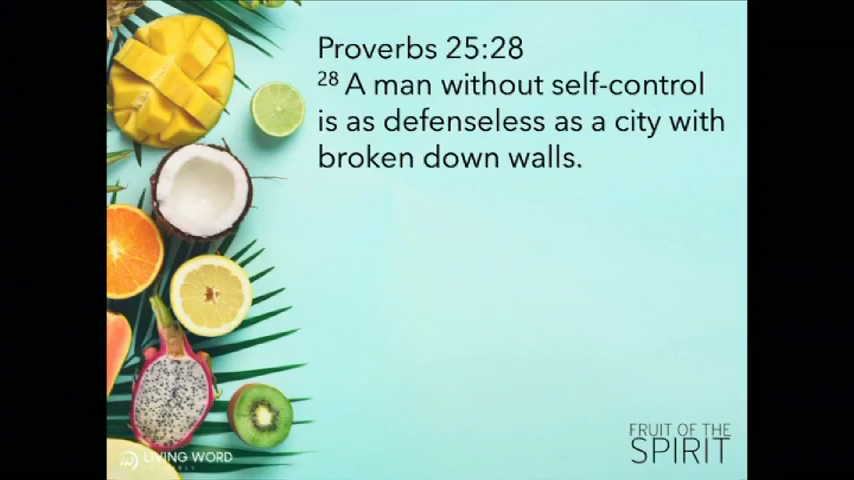 Proverbs 25:28
28 A man without self-control
is as defenseless as a city with
broken down walls.
FRUIT OF THE
SPIRIT
LIVING WORD